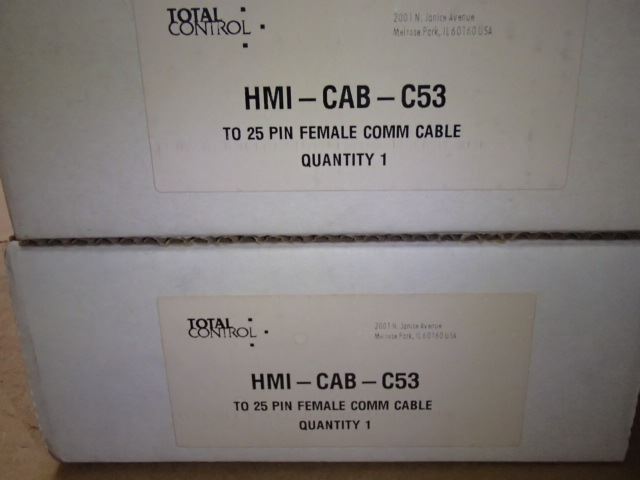 TOTAL
CONTROL
2001 N. Janice Avenue
Melrose Park, IL 60160 USA
HMI - CAB - C53
TO 25 PIN FEMALE COMM CABLE
QUANTITY 1
TOTAL
CONTROL
2001 N. Janice Avenue
Melrose Park, IL 60160 USA
HMI - CAB - C53
TO 25 PIN FEMALE COMM CABLE
QUANTITY 1